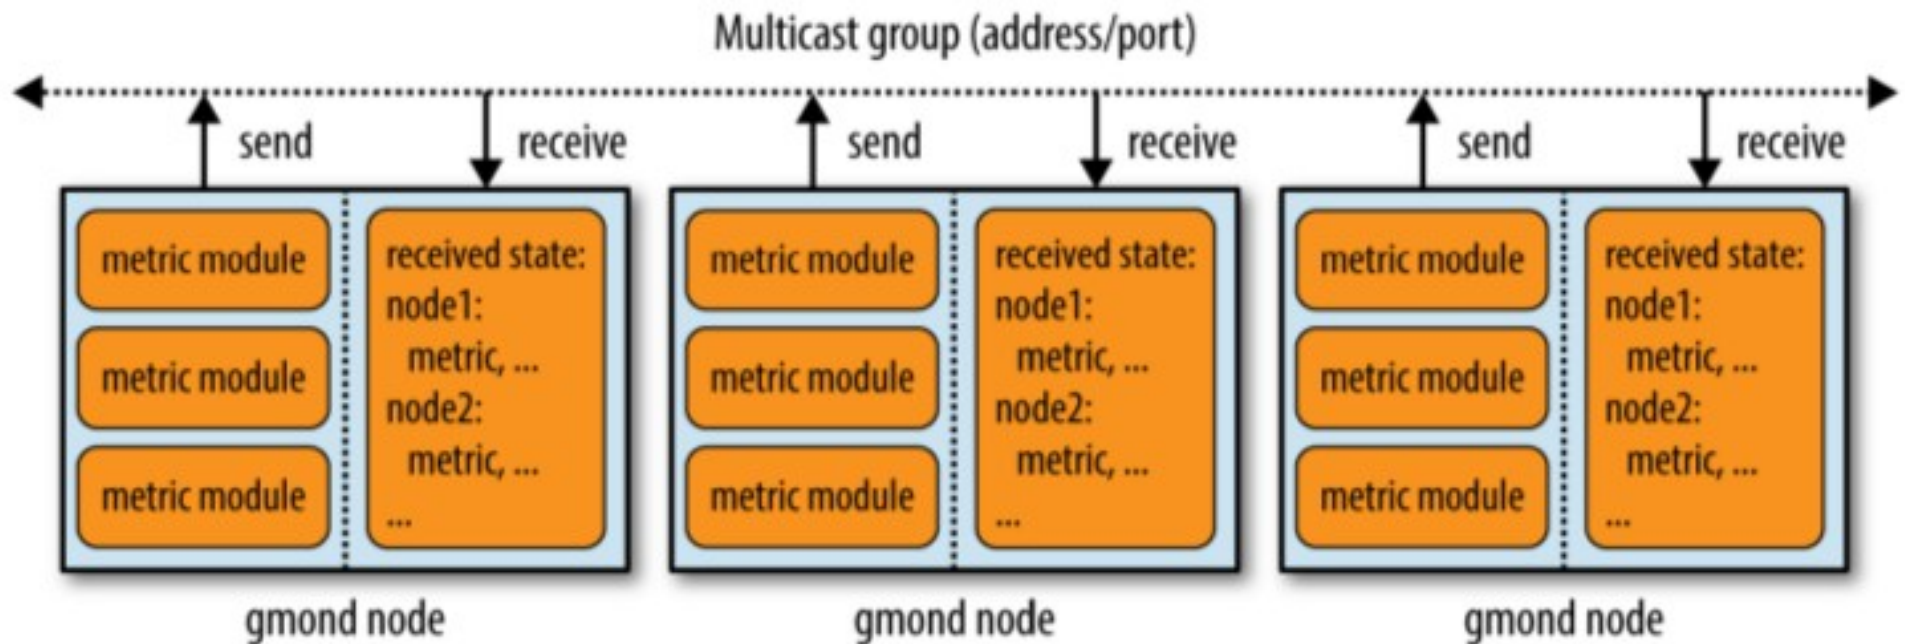 Multicast group (address/port)
send
receive
send
receive
send
receive
metric module
metric module
metric module
received state:
node1:
metric, ...
node2:
metric, ...
...
metric module
metric module
metric module
received state:
node1:
metric, ...
node2:
metric, ...
...
metric module
metric module
metric module
received state:
node1:
metric, ...
node2:
metric, ...
...
gmond node
gmond node
gmond node